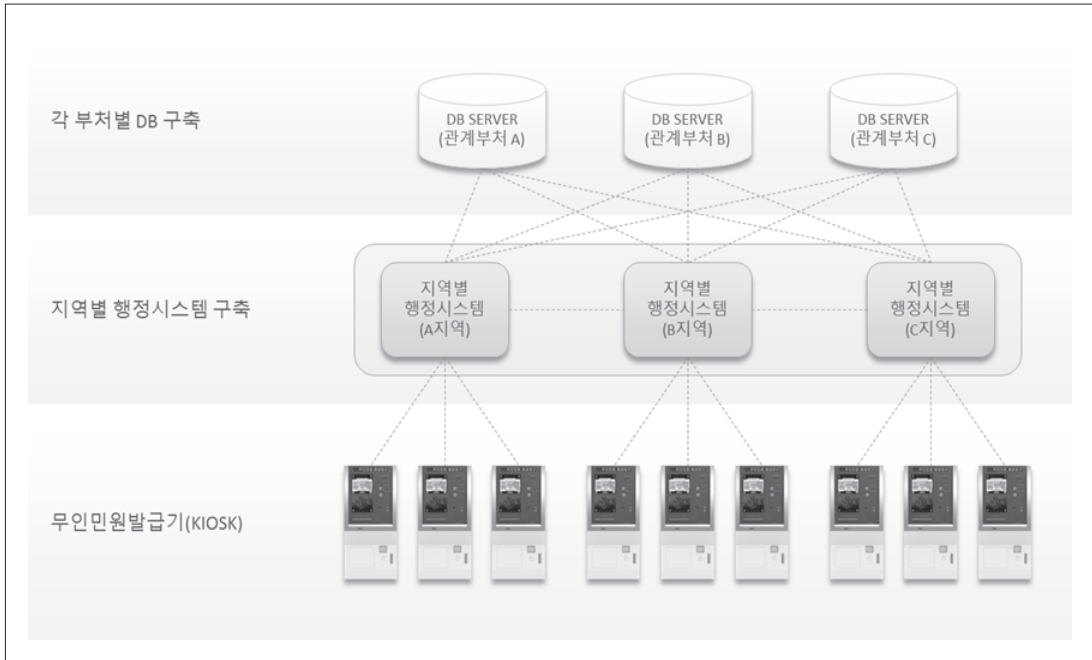 각 부처별 DB 구축
DB SERVER
(관계부처 A)
DB SERVER
(관계부처 B)
DB SERVER
(관계부처 C)
지역별 행정시스템 구축
지역별
행정시스템
(A지역)
지역별
행정시스템
(B지역)
지역별
행정시스템
(C지역)
무인민원발급기(KIOSK)